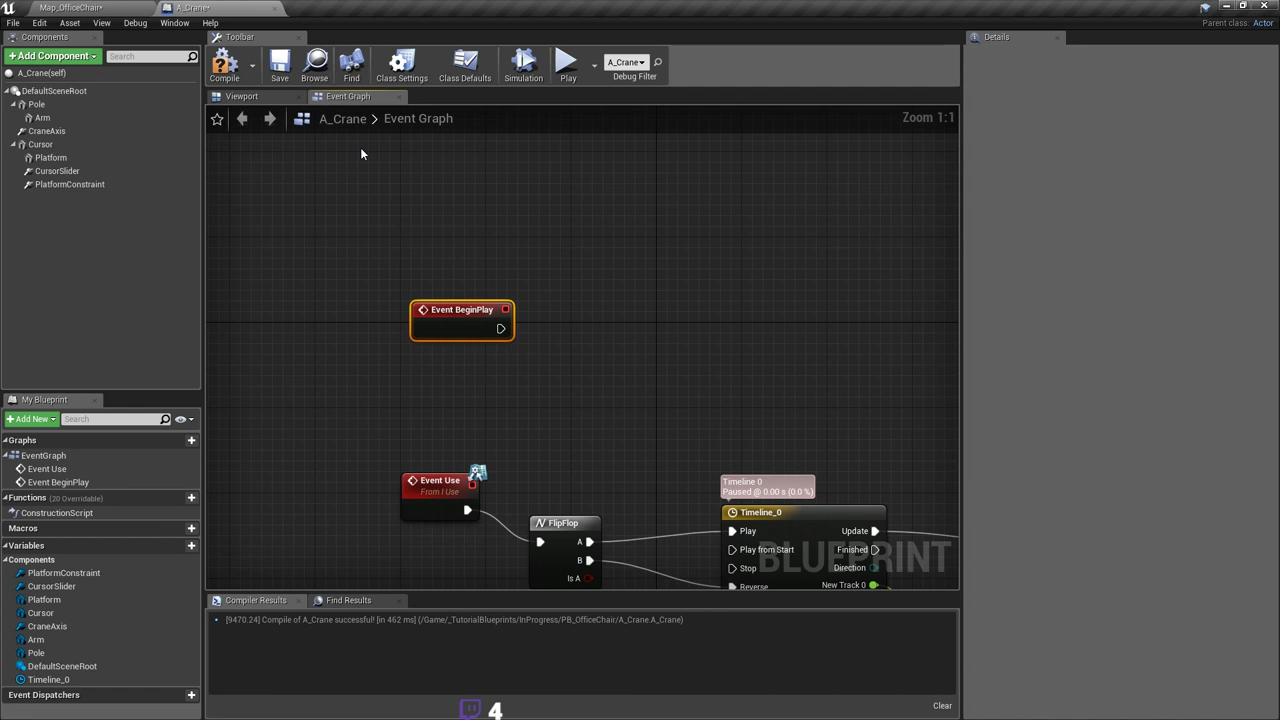 Map_OfficeChair*
A_Crane*
File Edit Asset View Debug Window Help
Parent class: Actor
Components
Toolbar
Details
+Add Component
Search
A_Crane(self)
DefaultSceneRoot
Pole
Arm
CraneAxis
Cursor
Platform
CursorSlider
PlatformConstraint
Compile
Save
Browse
Find
Class Settings
Class Defaults
Simulation
Play
A_Crane
Debug Filter
Viewport
Event Graph
A_Crane > Event Graph
Zoom 1:1
Event BeginPlay
Event Use
From I Use
FlipFlop
A
B
Is A
Timeline 0
Paused @ 0.00 s (0.0 %)
Timeline_0
Play
Update
Play from Start
Finished
Stop
Direction
Reverse
New Track 0
BLUEPRINT
My Blueprint
+Add New
Search
Graphs
EventGraph
Event Use
Event BeginPlay
Functions (20 Overridable)
ConstructionScript
Macros
Variables
Components
PlatformConstraint
CursorSlider
Platform
Cursor
CraneAxis
Arm
Pole
DefaultSceneRoot
Timeline_0
Event Dispatchers
Compiler Results
Find Results
[9470.24] Compile of A_Crane successful! [in 462 ms] (/Game/_TutorialBlueprints/InProgress/PB_OfficeChair/A_Crane.A_Crane)
Clear
4